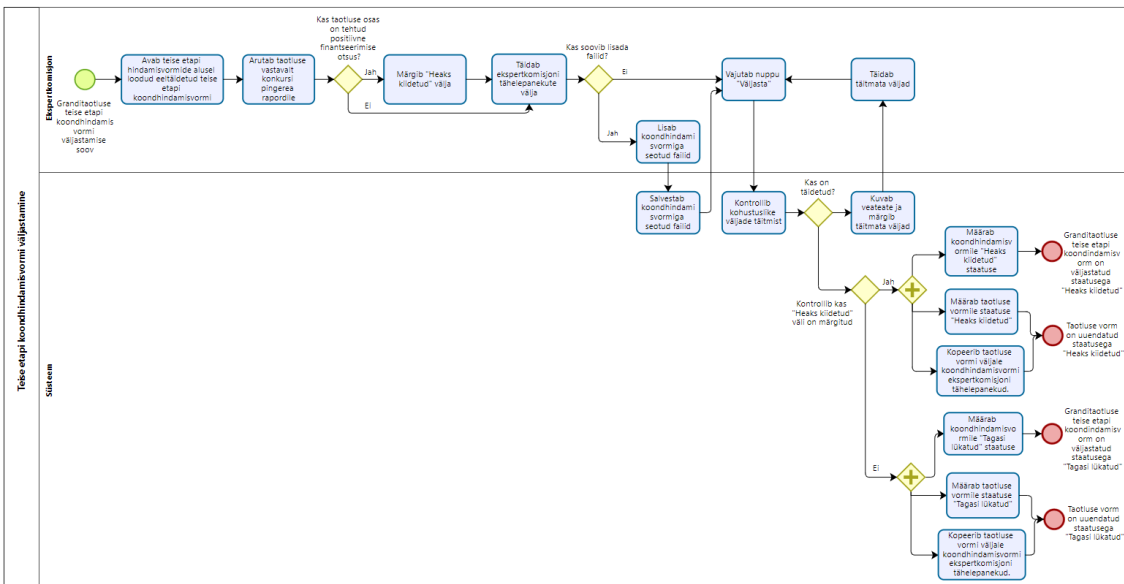 Teise etapi koondhindamisvormi väljastamine
Ekspertkomisjon
Granditaotluse
teise etapi
koondhindamis
vormi
väljastamise
soov
Avab teise etapi
hindamisvormide alusel
loodud eeltäidetud teise
etapi koondhindamisvormi
Arutab taotluse
vastavalt
konkursi
pingerea
rapordile
Kas taotluse osas
on tehtud
positiivne
finantseerimise
otsus?
Jah
Ei
Märgib "Heaks
kiidetud" välja
Täidab
ekspertkomisjoni
tähelepanekute
välja
Kas soovib lisada
faili?
Ei
Jah
Lisab
koondhindami
svormiga
seotud failid
Vajutab nuppu
"Väljasta"
Täidab
täitmata väljad
Süsteem
Salvestab
koondhindami
svormiga
seotud failid
Kontrollib
kohustuslike
väljade täitmist
Kas on
täidetud?
Kuvab
veateate ja
märgib
täitmata väljad
Kontrollib kas
"Heaks kiidetud"
väli on märgitud
Jah
Määrab
koondhindamisv
ormile "Heaks
kiidetud"
staatuse
Granditaotluse
teise etapi
koondindamisv
orm on
väljastatud
staatusega
"Heaks kiidetud"
Määrab taotluse
vormile staatuse
"Heaks kiidetud"
Kopeerib taotluse
vormi väljale
koondhindamisvormi
ekspertkomisjoni
tähelepanekud.
Taotluse vorm
on uuendatud
staatusega
"Heaks kiidetud"
Ei
Määrab
koondhindamisvo
rmile "Tagasi
lükatud" staatuse
Granditaotluse
teise etapi
koondindamisv
orm on
väljastatud
staatusega
"Tagasi lükatud"
Määrab taotluse
vormile staatuse
"Tagasi lükatud"
Kopeerib taotluse
vormi väljale
koondhindamisvormi
ekspertkomisjoni
tähelepanekud.
Taotluse vorm
on uuendatud
staatusega
"Tagasi lükatud"